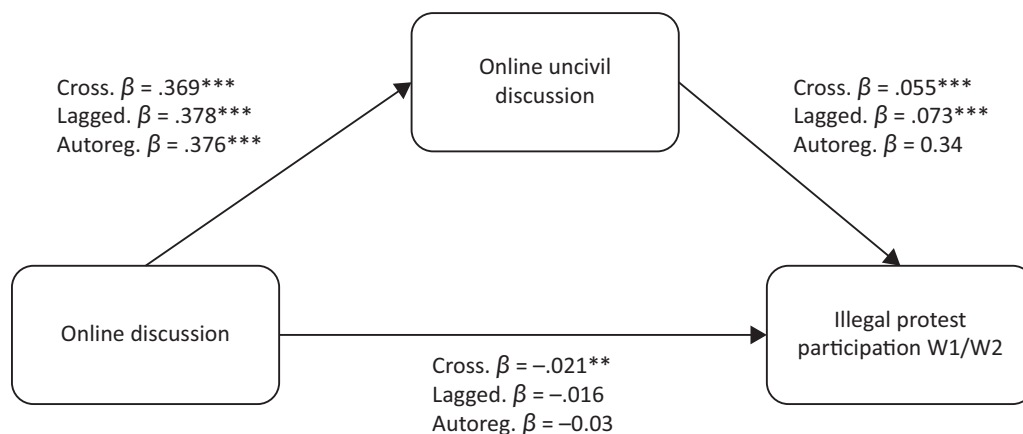 Online uncivil
discussion
Cross. β = .369***
Lagged. β = .378***
Autoreg. β = .376***
Cross. β = .055***
Lagged. β = .073***
Autoreg. β = 0.34
Online discussion
Illegal protest
participation W1/W2
Cross. β = –.021**
Lagged. β = –.016
Autoreg. β = –0.03